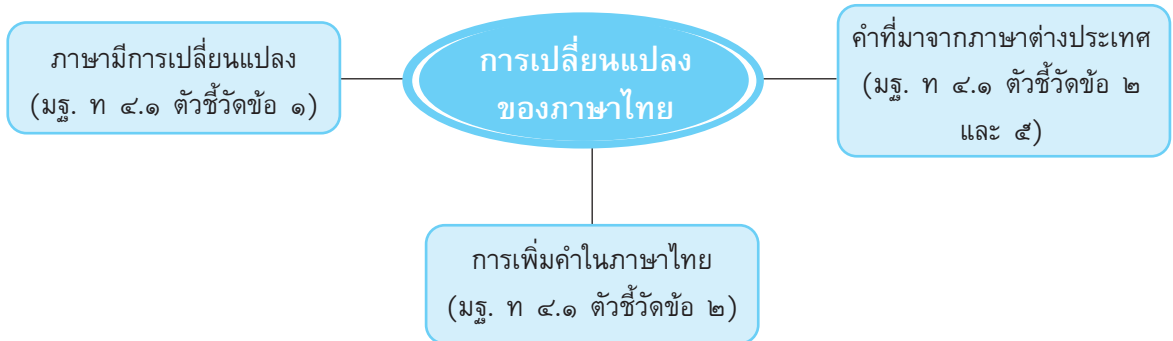 การเปลี่ยนแปลง
ของภาษาไทย
ภาษามีการเปลี่ยนแปลง
(มฐ. ท ๔.๑ ตัวชี้วัดข้อ ๑)
คำที่มาจากภาษาต่างประเทศ
(มฐ. ท ๔.๑ ตัวชี้วัดข้อ ๒
และ ๕)
การเพิ่มคำในภาษาไทย
(มฐ. ท ๔.๑ ตัวชี้วัดข้อ ๒)